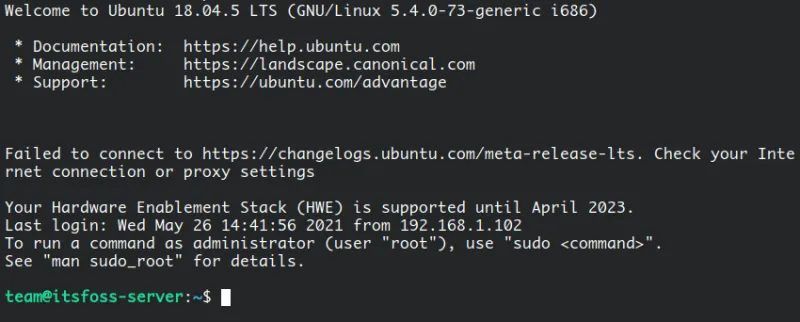 Welcome to Ubuntu 18.04.5 LTS (GNU/Linux 5.4.0-73-generic i686)
* Documentation:  https://help.ubuntu.com
* Management:     https://landscape.canonical.com
* Support:        https://ubuntu.com/advantage
Failed to connect to https://changelogs.ubuntu.com/meta-release-lts. Check your Inte
rnet connection or proxy settings
Your Hardware Enablement Stack (HWE) is supported until April 2023.
Last login: Wed May 26 14:41:56 2021 from 192.168.1.102
To run a command as administrator (user "root"), use "sudo <command>".
See "man sudo_root" for details.
team@itsfoss-server:~$